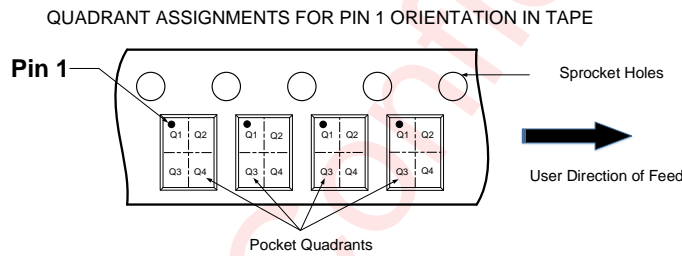 QUADRANT ASSIGNMENTS FOR PIN 1 ORIENTATION IN TAPE
Pin 1
Sprocket Holes
Q1 Q2 Q1 Q2 Q1 Q2 Q1 Q2
Q3 Q4 Q3 Q4 Q3 Q4 Q3 Q4
User Direction of Feed
Pocket Quadrants
Confi